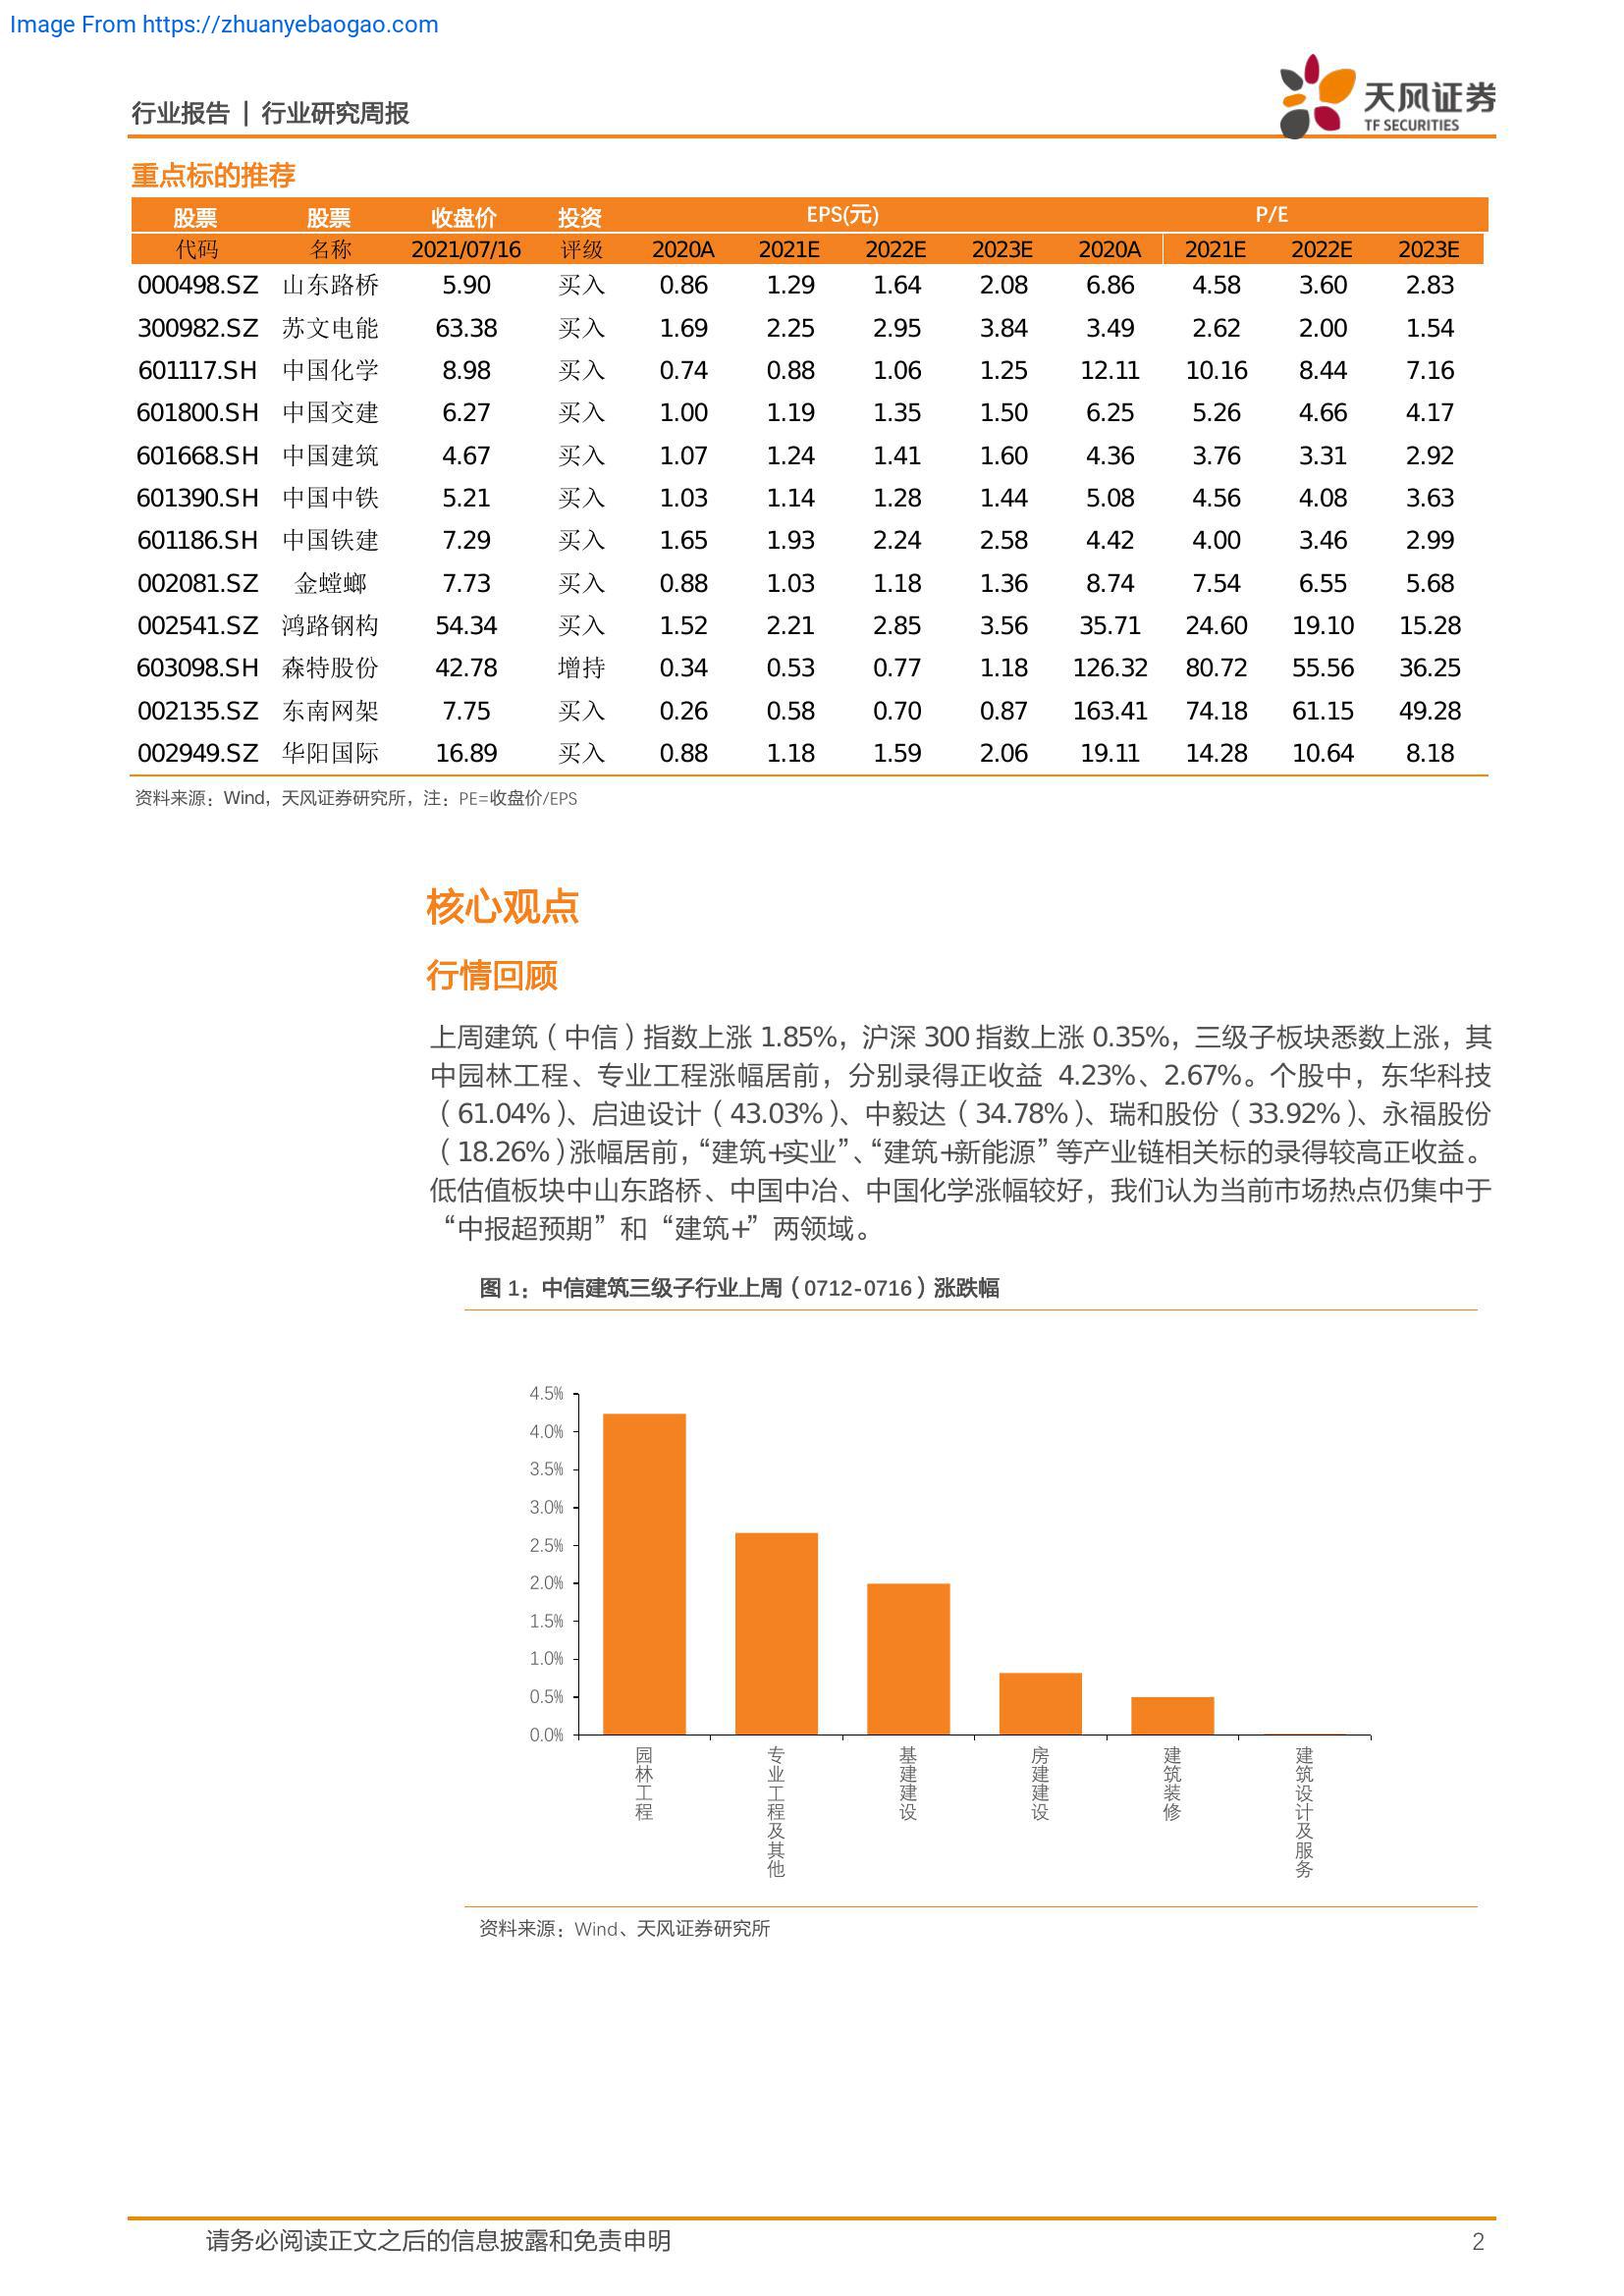 Image From https://zhuanyebaogao.com
行业报告 | 行业研究周报
天风证券
TF SECURITIES
重点标的推荐
股票 股票 收盘价 投资 EPS(元) P/E
代码 名称 2021/07/16 评级 2020A 2021E 2022E 2023E 2020A 2021E 2022E 2023E
000498.SZ 山东路桥 5.90 买入 0.86 1.29 1.64 2.08 6.86 4.58 3.60 2.83
300982.SZ 苏文电能 63.38 买入 1.69 2.25 2.95 3.84 3.49 2.62 2.00 1.54
601117.SH 中国化学 8.98 买入 0.74 0.88 1.06 1.25 12.11 10.16 8.44 7.16
601800.SH 中国交建 6.27 买入 1.00 1.19 1.35 1.50 6.25 5.26 4.66 4.17
601668.SH 中国建筑 4.67 买入 1.07 1.24 1.41 1.60 4.36 3.76 3.31 2.92
601390.SH 中国中铁 5.21 买入 1.03 1.14 1.28 1.44 5.08 4.56 4.08 3.63
601186.SH 中国铁建 7.29 买入 1.65 1.93 2.24 2.58 4.42 4.00 3.46 2.99
002081.SZ 金螳螂 7.73 买入 0.88 1.03 1.18 1.36 8.74 7.54 6.55 5.68
002541.SZ 鸿路钢构 54.34 买入 1.52 2.21 2.85 3.56 35.71 24.60 19.10 15.28
603098.SH 森特股份 42.78 增持 0.34 0.53 0.77 1.18 126.32 80.72 55.56 36.25
002135.SZ 东南网架 7.75 买入 0.26 0.58 0.70 0.87 163.41 74.18 61.15 49.28
002949.SZ 华阳国际 16.89 买入 0.88 1.18 1.59 2.06 19.11 14.28 10.64 8.18
资料来源：Wind，天风证券研究所，注：PE=收盘价/EPS
核心观点
行情回顾
上周建筑（中信）指数上涨 1.85%，沪深 300 指数上涨 0.35%，三级子板块悉数上涨，其
中园林工程、专业工程涨幅居前，分别录得正收益 4.23%、2.67%。个股中，东华科技
（61.04%）、启迪设计（43.03%）、中毅达（34.78%）、瑞和股份（33.92%）、永福股份
（18.26%）涨幅居前，“建筑+实业”、“建筑+新能源”等产业链相关标的录得较高正收益。
低估值板块中山东路桥、中国中冶、中国化学涨幅较好，我们认为当前市场热点仍集中于
“中报超预期”和“建筑+”两领域。
图 1：中信建筑三级子行业上周（0712-0716）涨跌幅
4.5%
4.0%
3.5%
3.0%
2.5%
2.0%
1.5%
1.0%
0.5%
0.0%
园林工程
专业工程及其他
基建建设
房建建设
建筑装修
建筑设计及服务
资料来源：Wind、天风证券研究所
请务必阅读正文之后的信息披露和免责申明 2